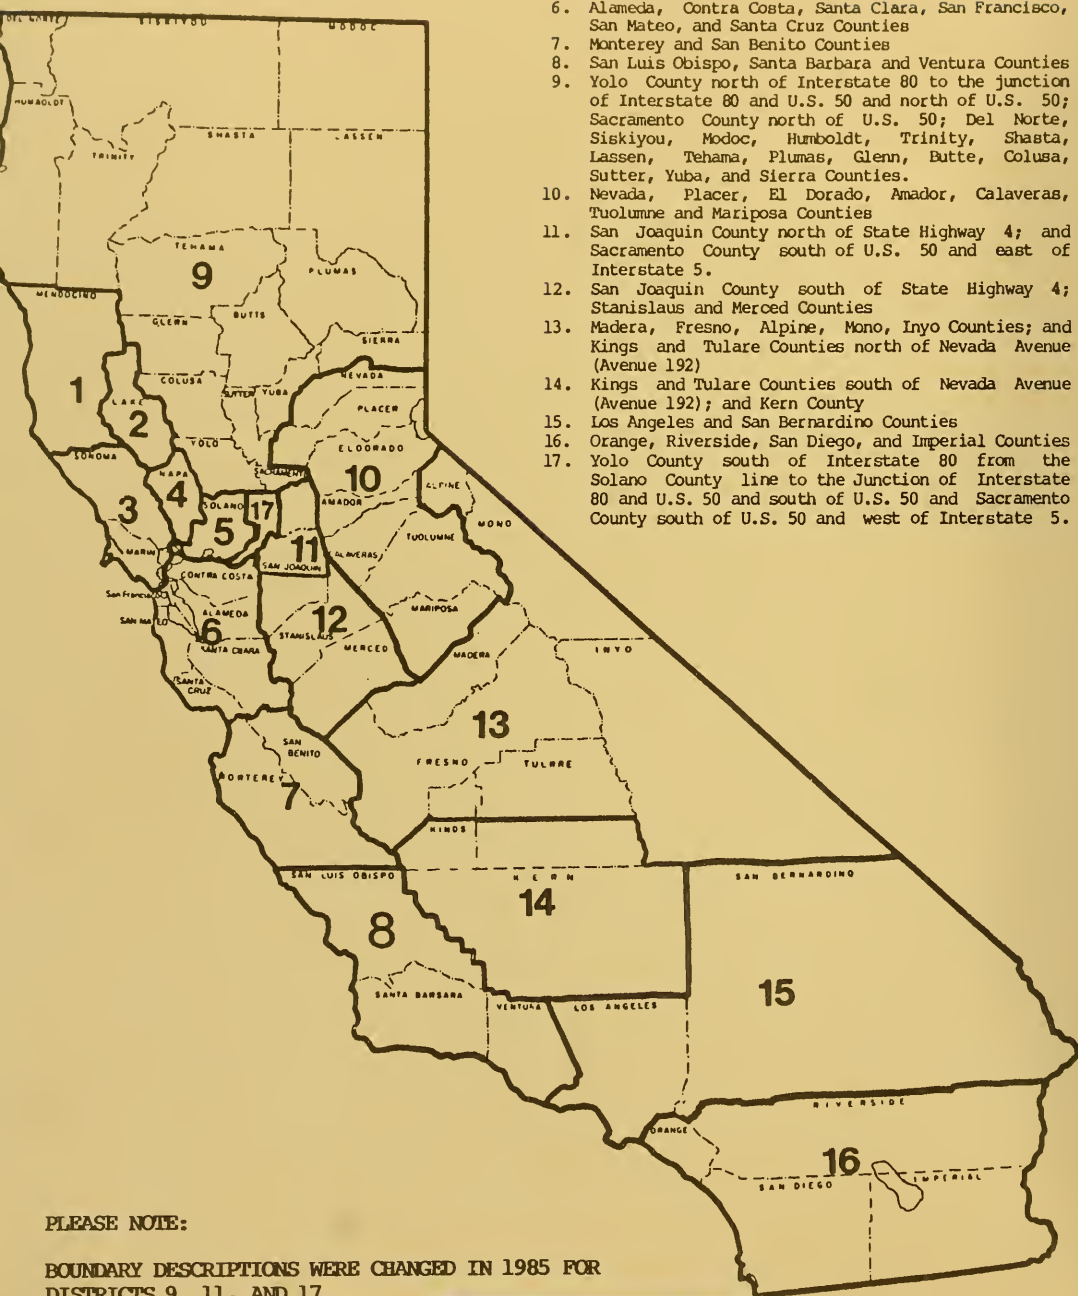 6. Alameda, Contra Costa, Santa Clara, San Francisco,
San Mateo, and Santa Cruz Counties
7. Monterey and San Benito Counties
8. San Luis Obispo, Santa Barbara and Ventura Counties
9. Yolo County north of Interstate 80 to the junction
of Interstate 80 and U.S. 50 and north of U.S. 50;
Sacramento County north of U.S. 50; Del Norte,
Siskiyou, Modoc, Humboldt, Trinity, Shasta,
Lassen, Tehama, Plumas, Glenn, Butte, Colusa,
Sutter, Yuba, and Sierra Counties.
10. Nevada, Placer, El Dorado, Amador, Calaveras,
Tuolumne and Mariposa Counties
11. San Joaquin County north of State Highway 4; and
Sacramento County south of U.S. 50 and east of
Interstate 5.
12. San Joaquin County south of State Highway 4;
Stanislaus and Merced Counties
13. Madera, Fresno, Alpine, Mono, Inyo Counties; and
Kings and Tulare Counties north of Nevada Avenue
(Avenue 192)
14. Kings and Tulare Counties south of Nevada Avenue
(Avenue 192); and Kern County
15. Los Angeles and San Bernardino Counties
16. Orange, Riverside, San Diego, and Imperial Counties
17. Yolo County south of Interstate 80 from the
Solano County line to the Junction of Interstate
80 and U.S. 50 and south of U.S. 50 and Sacramento
County south of U.S. 50 and west of Interstate 5.
DEL NORTE
SISKIYOU
MODOC
HUMBOLDT
TRINITY
SHASTA
LASSEN
TEHAMA
9
PLUMAS
MENDOCINO
GLENN
BUTTS
SIERRA
1
LAKE
2
COLUSA
SUTTER
YUBA
NEVADA
PLACER
YOLO
ELDORADO
SONOMA
NAPA
4
SACRAMENTO
10
3
SOLANO
5
17
AMADOR
ALPINE
MONO
MARIN
11
SAN JOAQUIN
CALAVERAS
TUOLUMNE
CONTRA COSTA
San Francisco
ALAMEDA
SAN MATEO
6
12
STANISLAUS
MARIPOSA
SANTA CLARA
MERCED
MADERA
INYO
SANTA
CRUZ
13
SAN
BENITO
FRESNO
TULARE
MONTEREY
7
KINGS
SAN LUIS OBISPO
KERN
SAN BERNARDINO
14
8
15
SANTA BARBARA
VENTURA
LOS ANGELES
RIVERSIDE
ORANGE
16
SAN DIEGO
IMPERIAL
PLEASE NOTE:
BOUNDARY DESCRIPTIONS WERE CHANGED IN 1985 FOR
DISTRICTS 9, 11, AND 17